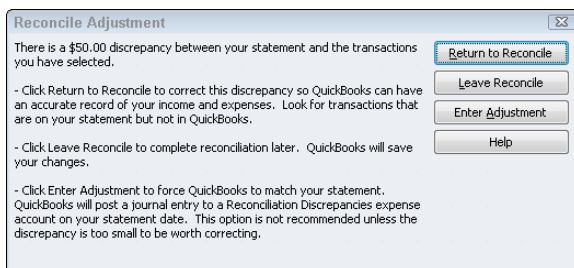 Reconcile Adjustment
There is a $50.00 discrepancy between your statement and the transactions
you have selected.
- Click Return to Reconcile to correct this discrepancy so QuickBooks can have
an accurate record of your income and expenses. Look for transactions that
are on your statement but not in QuickBooks.
- Click Leave Reconcile to complete reconciliation later. QuickBooks will save
your changes.
- Click Enter Adjustment to force QuickBooks to match your statement.
QuickBooks will post a journal entry to a Reconciliation Discrepancies expense
account on your statement date. This option is not recommended unless the
discrepancy is too small to be worth correcting.
Return to Reconcile
Leave Reconcile
Enter Adjustment
Help